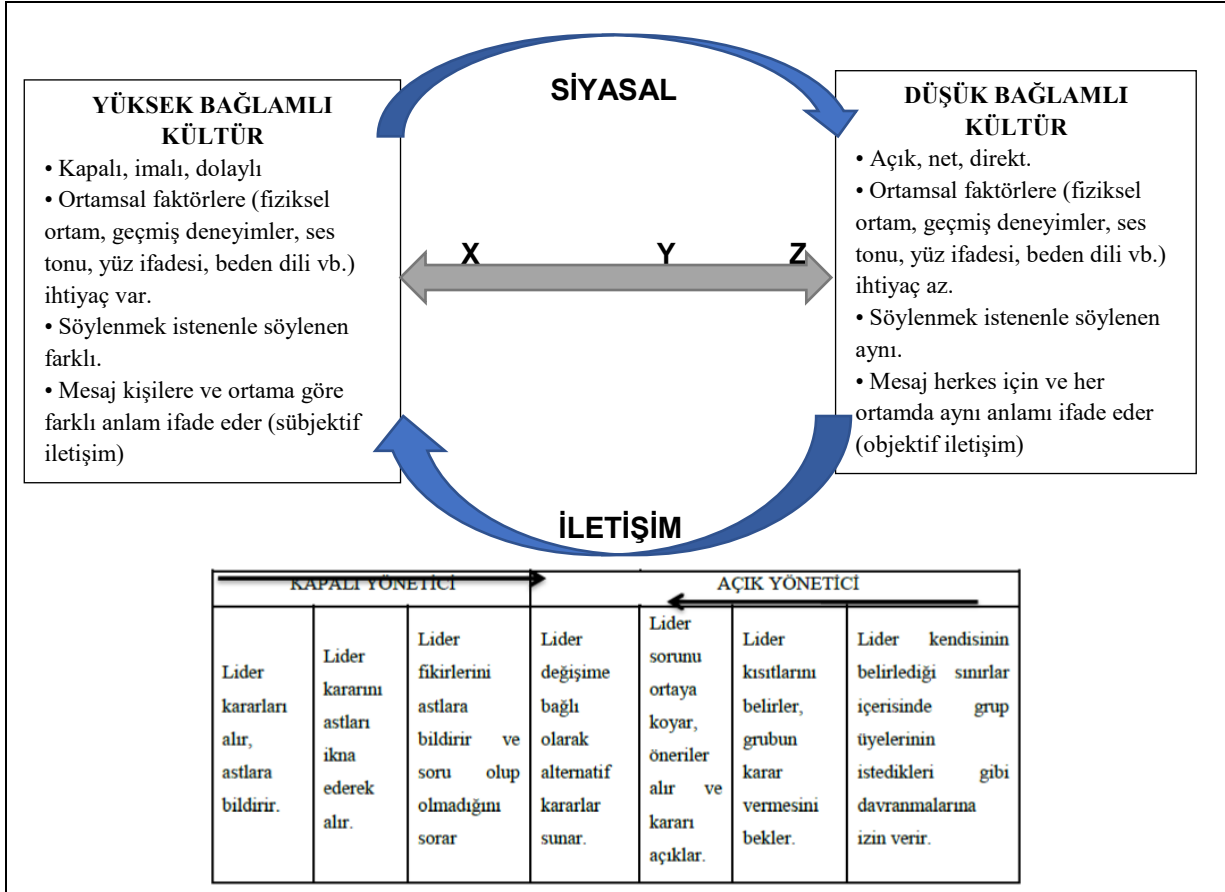 SİYASAL
YÜKSEK BAĞLAMLI
KÜLTÜR
• Kapalı, imalı, dolaylı
• Ortamsal faktörlere (fiziksel
ortam, geçmiş deneyimler, ses
tonu, yüz ifadesi, beden dili vb.)
ihtiyaç var.
• Söylenmek istenenle söylenen
farklı.
• Mesaj kişilere ve ortama göre
farklı anlam ifade eder (sübjektif
iletişim)
X Y Z
DÜŞÜK BAĞLAMLI
KÜLTÜR
• Açık, net, direkt.
• Ortamsal faktörlere (fiziksel
ortam, geçmiş deneyimler, ses
tonu, yüz ifadesi, beden dili vb.)
ihtiyaç az.
• Söylenmek istenenle söylenen
aynı.
• Mesaj herkes için ve her
ortamda aynı anlamı ifade eder
(objektif iletişim)
İLETİŞİM
KAPALI YÖNETİCİ
AÇIK YÖNETİCİ
Lider
kararları
alır,
astlara
bildirir.
Lider
kararını
astları
ikna
ederek
alır.
Lider
fikirlerini
astlara
bildirir ve
soru olup
olmadığını
sorar
Lider
değişime
bağlı
olarak
alternatif
kararlar
sunar.
Lider
sorunu
ortaya
koyar,
öneriler
alır ve
kararı
açıklar.
Lider
kısıtlarını
belirler,
grubun
karar
vermesini
bekler.
Lider kendisinin
belirlediği sınırlar
içerisinde grup
üyelerinin
istedikleri gibi
davranmalarına
izin verir.